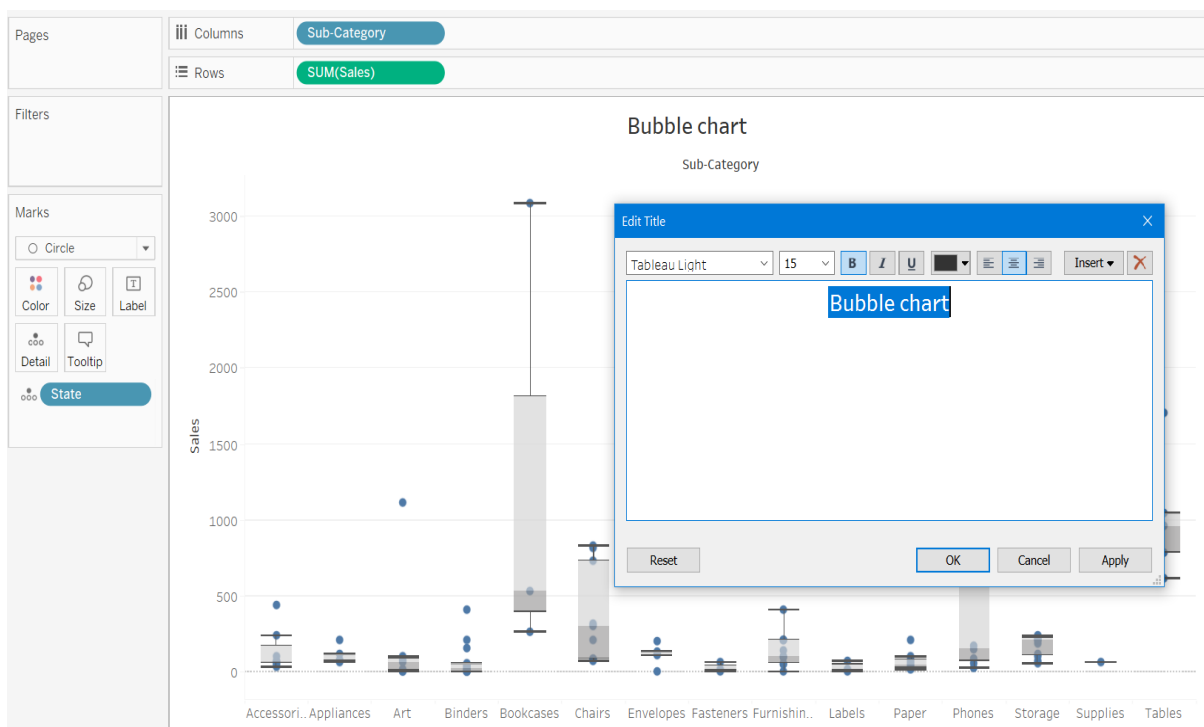 Pages
Columns
Sub-Category
Rows
SUM(Sales)
Filters
Marks
Circle
Color
Size
T
Label
Detail
Tooltip
State
Bubble chart
Sub-Category
3000
2500
2000
1500
1000
500
0
Sales
Edit Title
X
Tableau Light
15
B
I
U
Insert
Bubble chart
Reset
OK
Cancel
Apply
Accessori..
Appliances
Art
Binders
Bookcases
Chairs
Envelopes
Fasteners
Furnishin..
Labels
Paper
Phones
Storage
Supplies
Tables